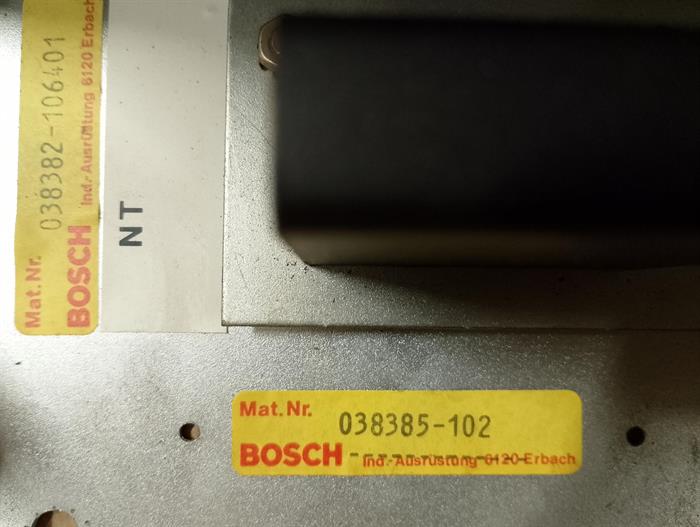 Mat.Nr. 038382-106401
BOSCH Ind.-Ausrüstung 6120 Erbach
NT
Mat.Nr. 038385-102
BOSCH Ind.-Ausrüstung 6120 Erbach